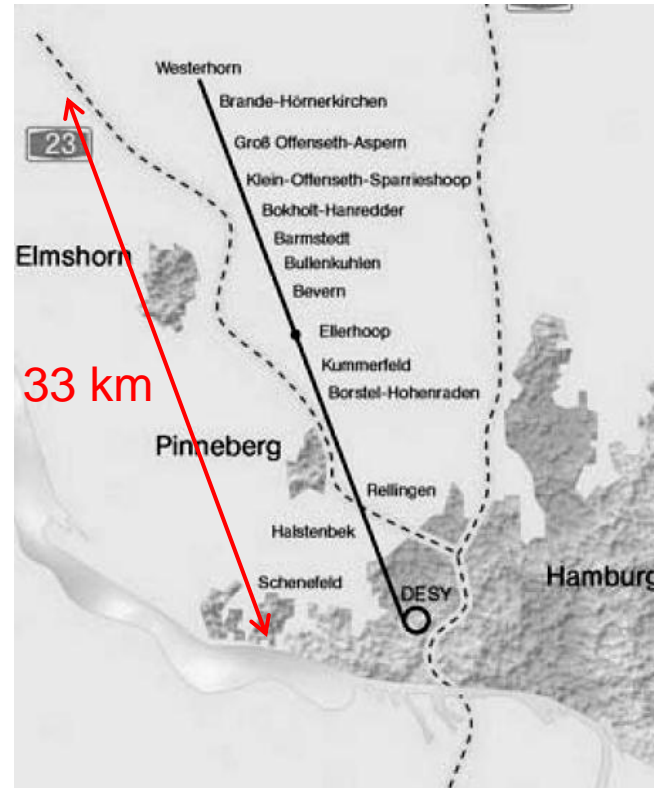 Westerhorn
Brande-Hörnerkirchen
23
Groß Offenseth-Aspern
Klein-Offenseth-Sparrieshoop
Bokholt-Hanredder
Barmstedt
Elmshorn
Bullenkuhlen
Bevern
Ellerhoop
Kummerfeld
33 km
Borstel-Hohenraden
Pinneberg
Rellingen
Halstenbek
Schenefeld
Hamburg
DESY